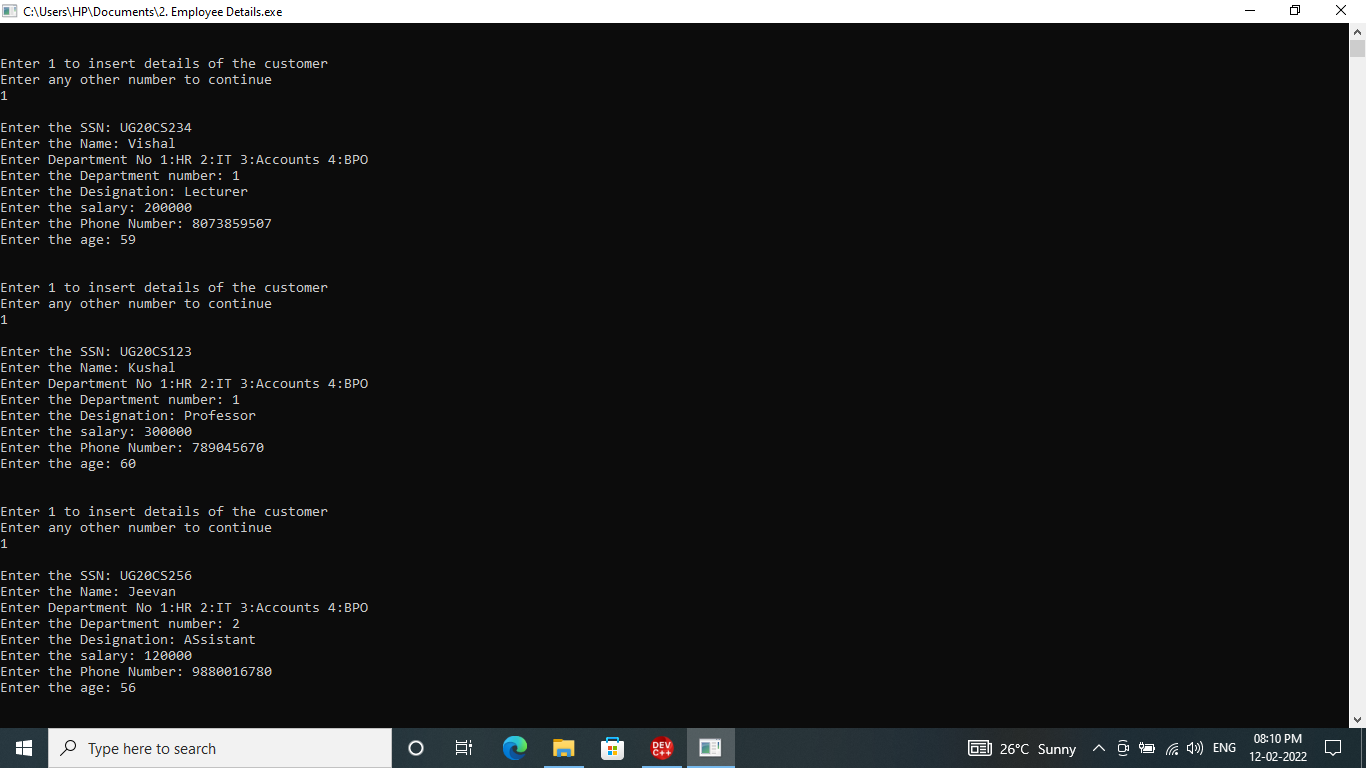 C:\Users\HP\Documents\2. Employee Details.exe
Enter 1 to insert details of the customer
Enter any other number to continue
1
Enter the SSN: UG20CS234
Enter the Name: Vishal
Enter Department No 1:HR 2:IT 3:Accounts 4:BPO
Enter the Department number: 1
Enter the Designation: Lecturer
Enter the salary: 200000
Enter the Phone Number: 8073859507
Enter the age: 59
Enter 1 to insert details of the customer
Enter any other number to continue
1
Enter the SSN: UG20CS123
Enter the Name: Kushal
Enter Department No 1:HR 2:IT 3:Accounts 4:BPO
Enter the Department number: 1
Enter the Designation: Professor
Enter the salary: 300000
Enter the Phone Number: 789045670
Enter the age: 60
Enter 1 to insert details of the customer
Enter any other number to continue
1
Enter the SSN: UG20CS256
Enter the Name: Jeevan
Enter Department No 1:HR 2:IT 3:Accounts 4:BPO
Enter the Department number: 2
Enter the Designation: ASsistant
Enter the salary: 120000
Enter the Phone Number: 9880016780
Enter the age: 56
Type here to search
DEV
C++
26°C Sunny
ENG
08:10 PM
12-02-2022